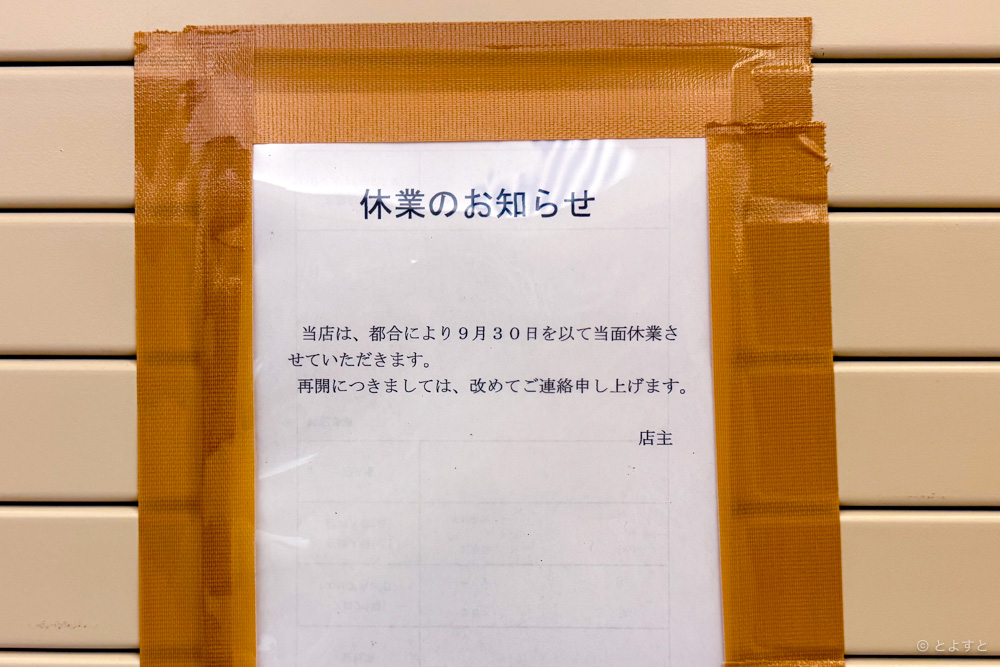 休業のお知らせ
当店は、都合により９月３０日を以て当面休業さ
せていただきます。
再開につきましては、改めてご連絡申し上げます。
店主
© とよすと